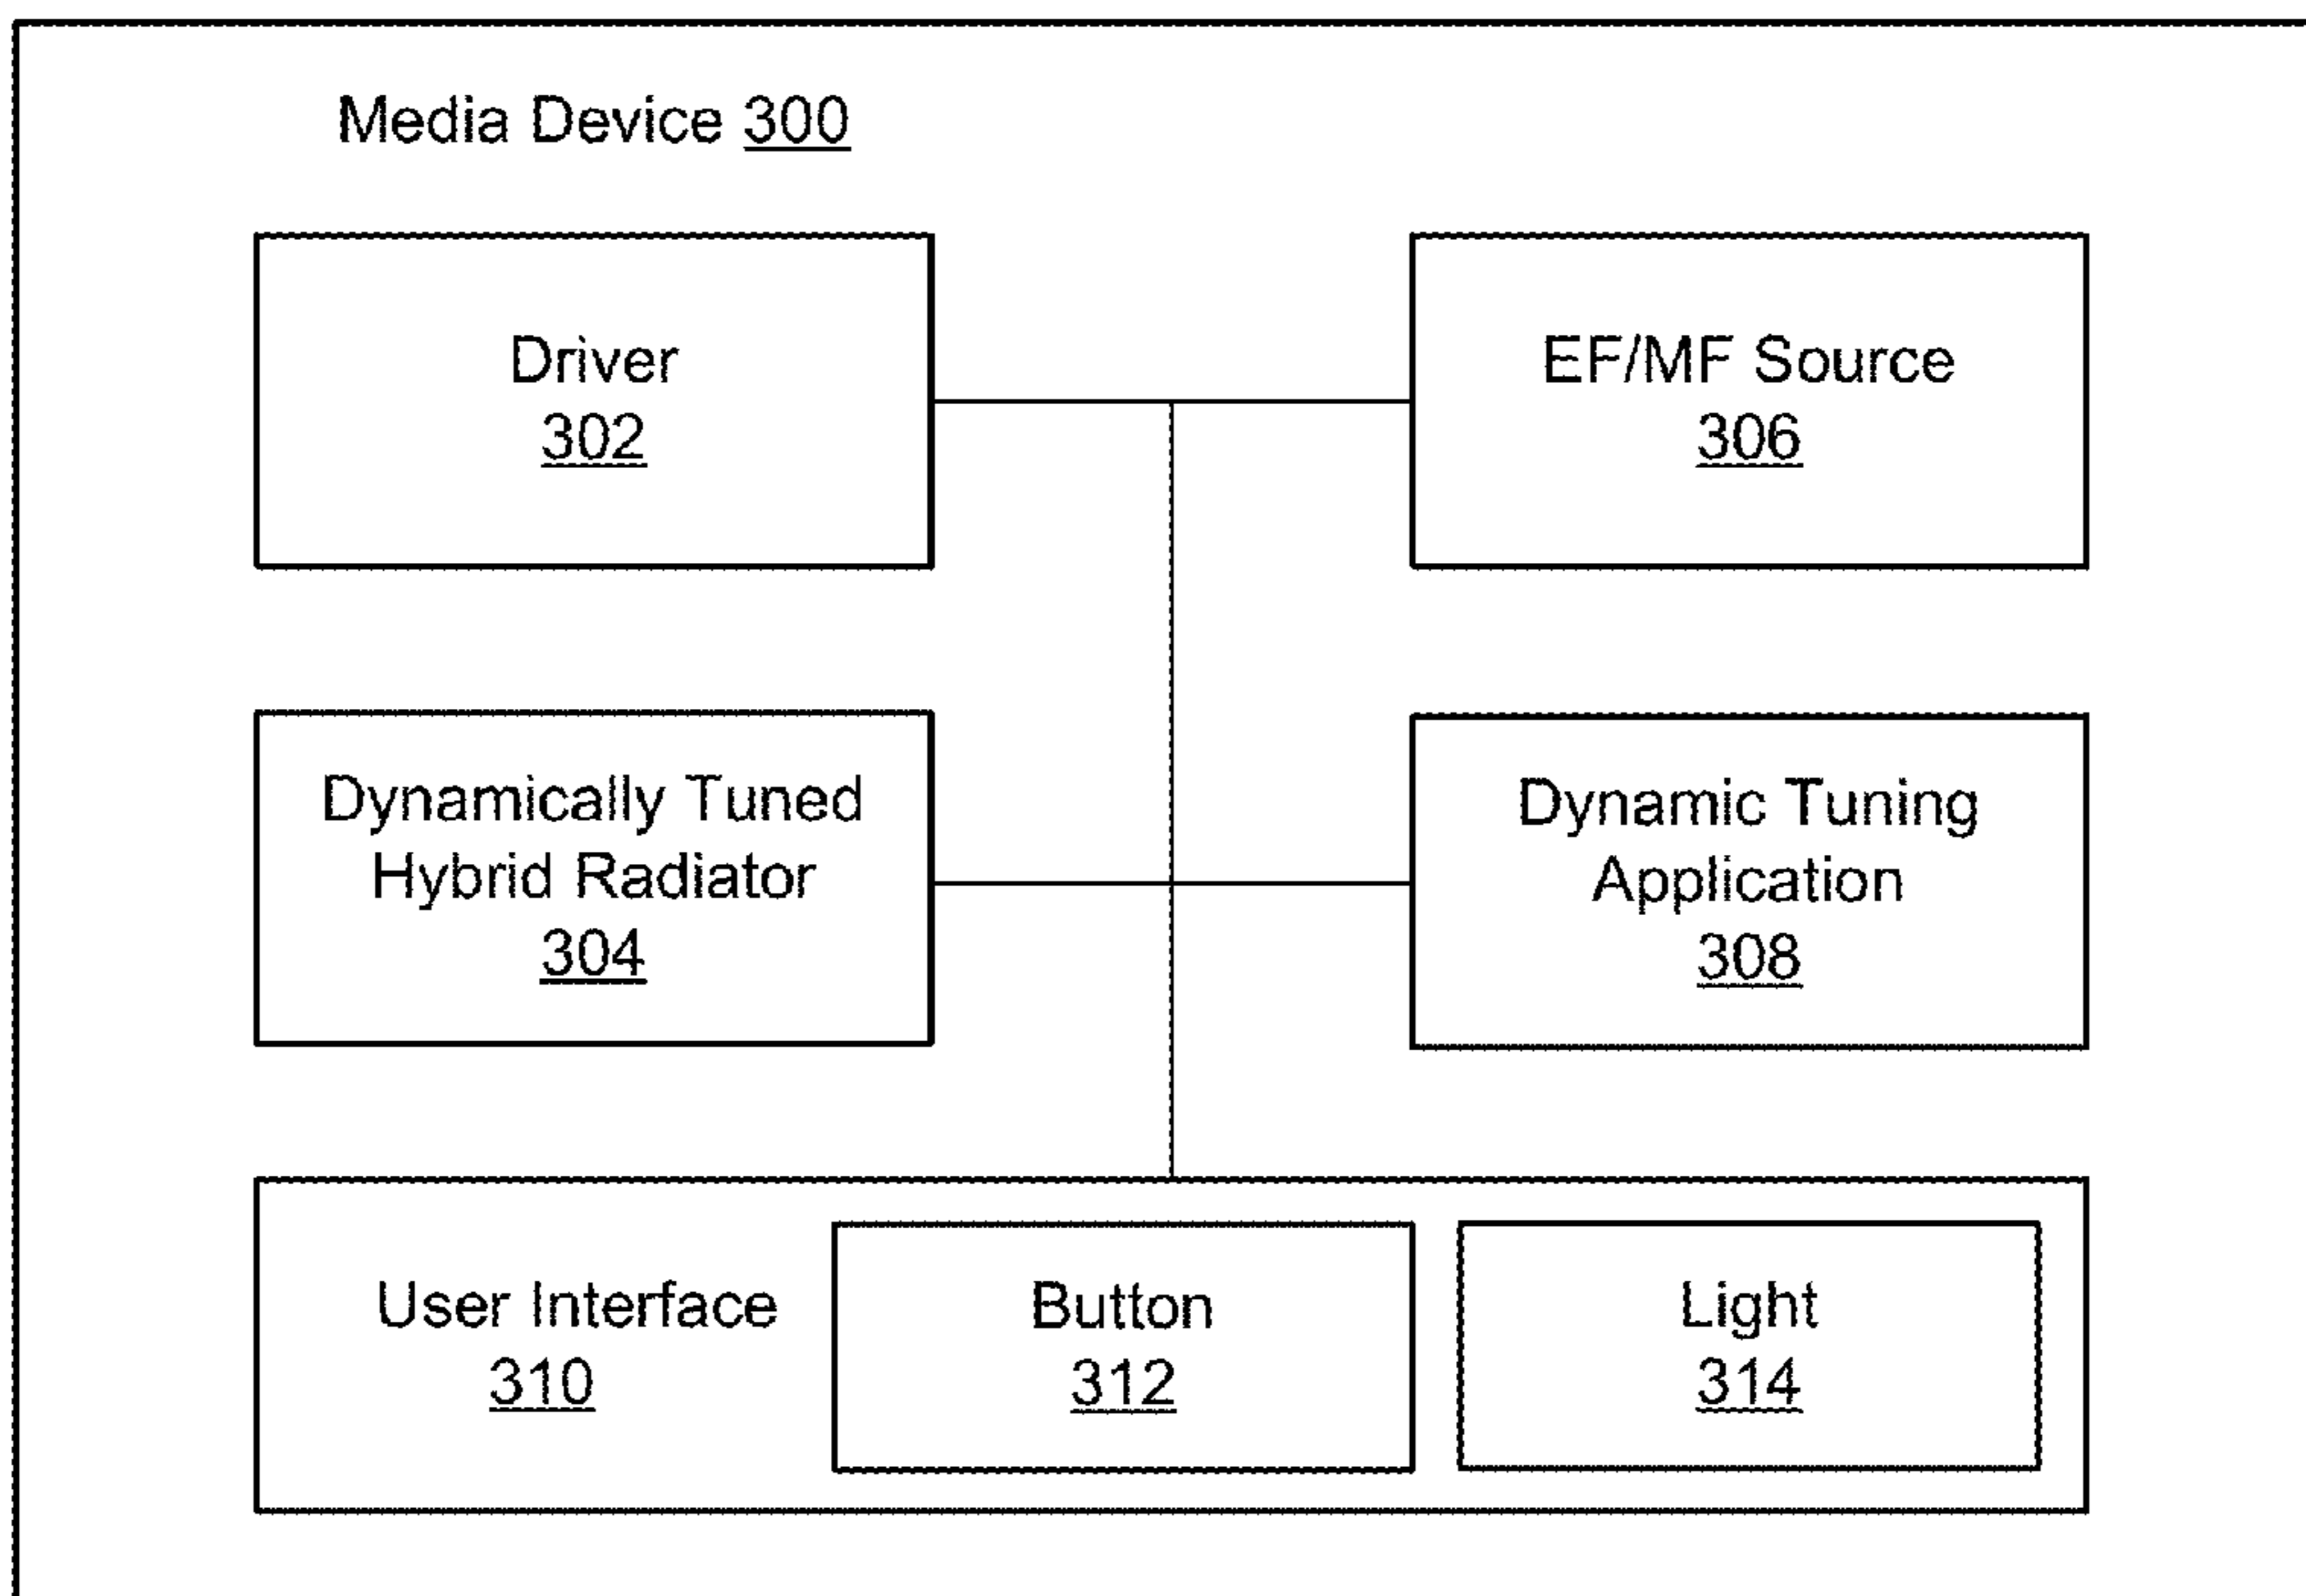 Media Device 300
Driver
302
EF/MF Source
306
Dynamically Tuned
Hybrid Radiator
304
Dynamic Tuning
Application
308
User Interface
310
Button
312
Light
314